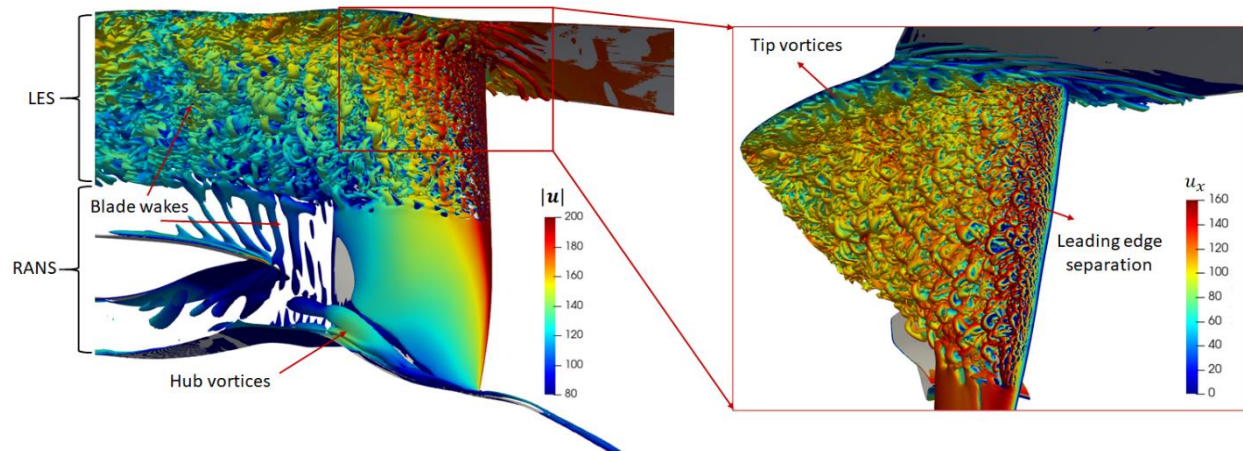 LES
RANS
Blade wakes
Hub vortices
|u|
200
180
160
140
120
100
80
Tip vortices
Leading edge
separation
u_x
160
140
120
100
80
60
40
20
0